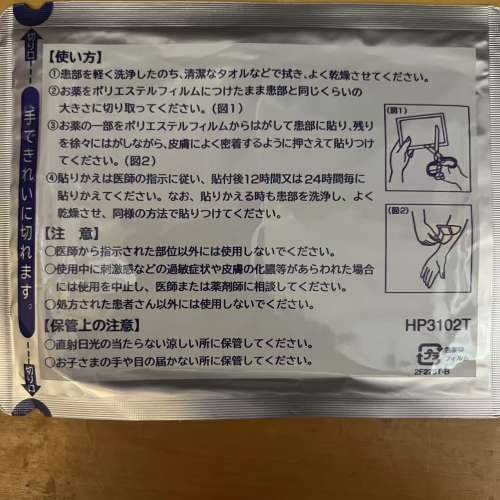 切り口
手できれいに切れます。
切り口
【使い方】
①患部を軽く洗浄したのち、清潔なタオルなどで拭き、よく乾燥させてください。
②お薬をポリエステルフィルムにつけたまま患部と同じくらいの
大きさに切り取ってください。(図1)
③お薬の一部をポリエステルフィルムからはがして患部に貼り、残り
を徐々にはがしながら、皮膚によく密着するように押さえて貼りつけ
てください。(図2)
④貼りかえは医師の指示に従い、貼付後12時間又は24時間毎に
貼りかえてください。なお、貼りかえる時も患部を洗浄し、よく
乾燥させ、同様の方法で貼りつけてください。
(図1)
(図2)
【注 意】
○医師から指示された部位以外には使用しないでください。
○使用中に刺激感などの過敏症状や皮膚の化膿等があらわれた場合
には使用を中止し、医師または薬剤師に相談してください。
○処方された患者さん以外には使用しないでください。
【保管上の注意】
○直射日光の当たらない涼しい所に保管してください。
○お子さまの手や目の届かない所に保管してください。
HP3102T
プラ
フィルム